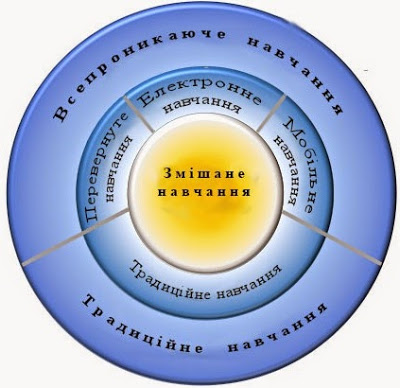 Всепроникаюче навчання
Перевернуте
навчання
Електронне
навчання
Мобільне
навчання
Змішане
навчання
Традиційне навчання
Традиційне навчання